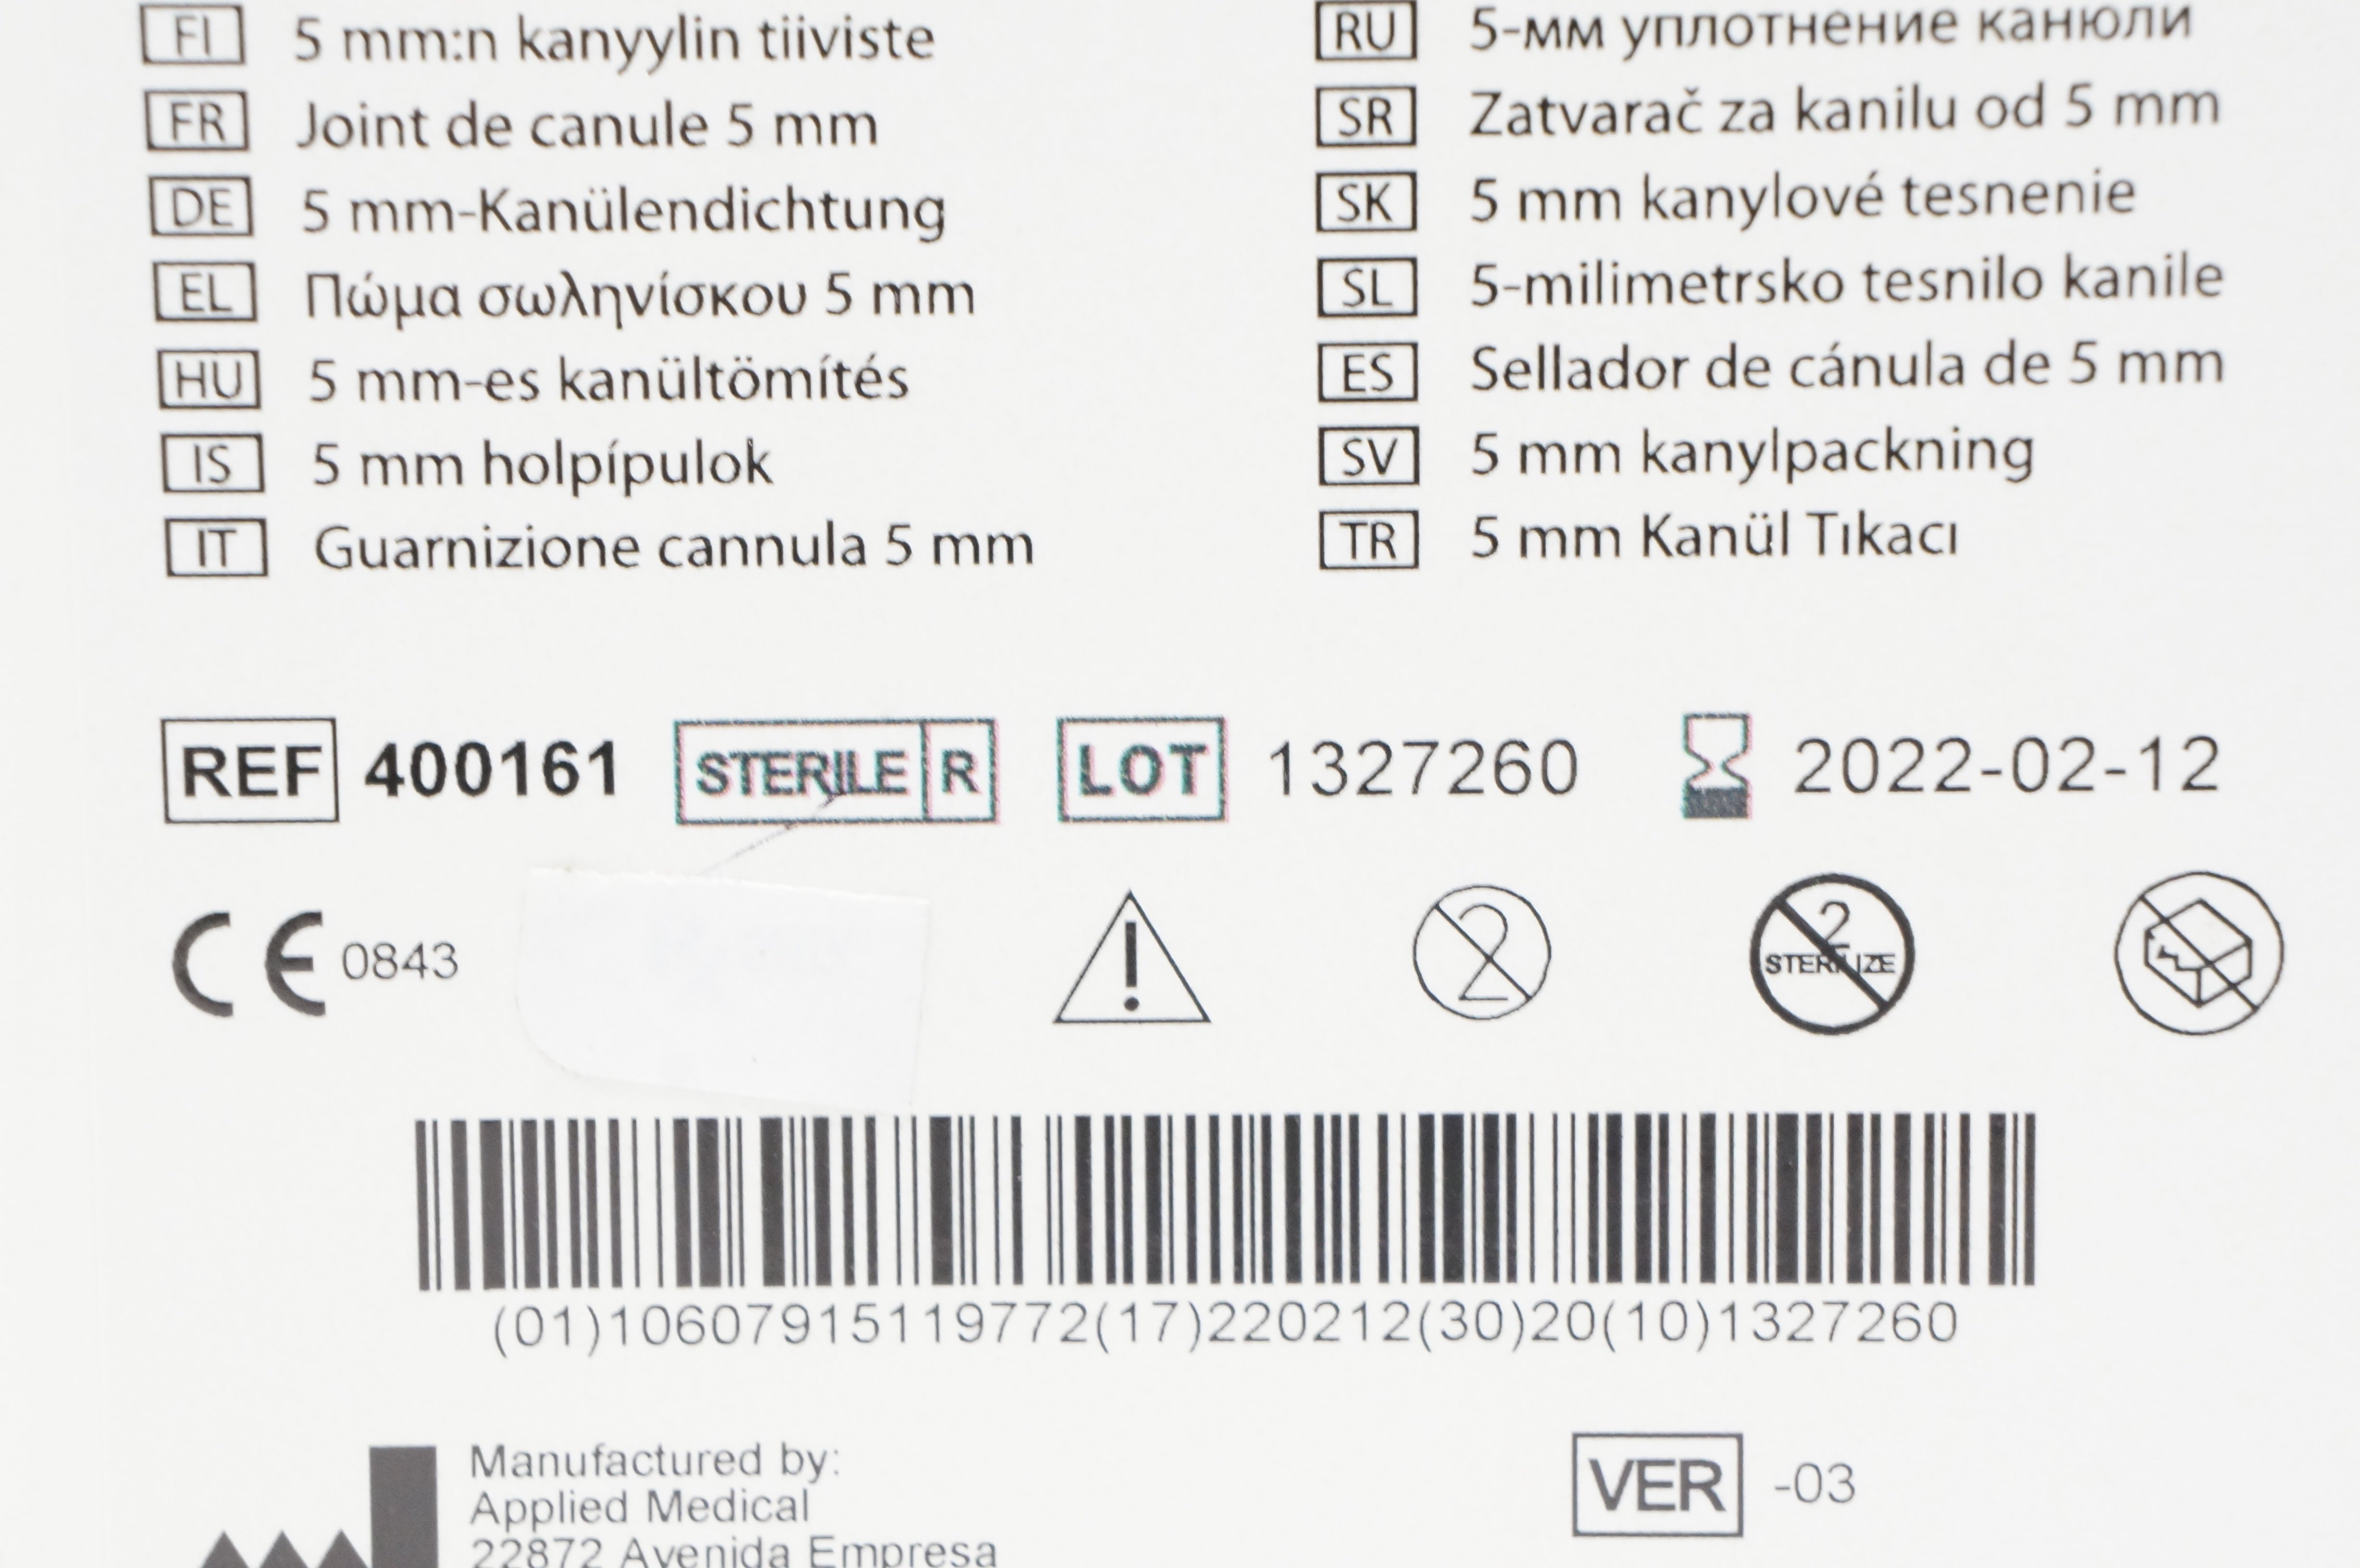 FI 5 mm:n kanyylin tiiviste
FR Joint de canule 5 mm
DE 5 mm-Kanülendichtung
EL Πώμα σωληνίσκου 5 mm
HU 5 mm-es kanültömítés
IS 5 mm holpípulok
IT Guarnizione cannula 5 mm
RU 5-мм уплотнение канюли
SR Zatvarač za kanilu od 5 mm
SK 5 mm kanylové tesnenie
SL 5-milimetrsko tesnilo kanile
ES Sellador de cánula de 5 mm
SV 5 mm kanylpackning
TR 5 mm Kanül Tıkacı
REF 400161 STERILE R LOT 1327260 2022-02-12
CE 0843 2 2 STERILIZE
(01)10607915119772(17)220212(30)20(10)1327260
Manufactured by:
Applied Medical
22872 Avenida Empresa
VER -03